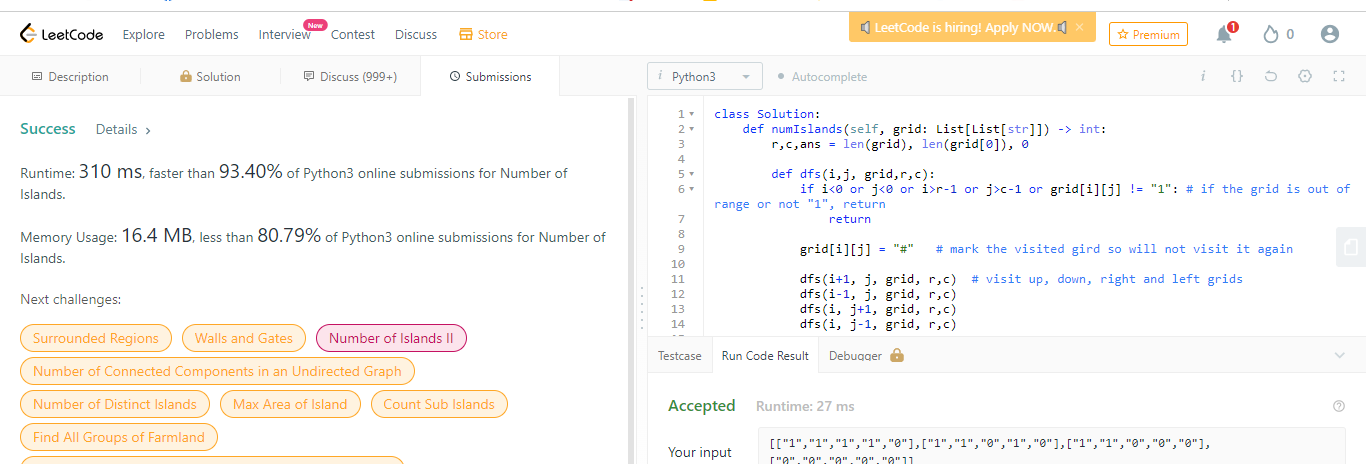 LeetCode Explore Problems Interview New Contest Discuss Store LeetCode is hiring! Apply NOW. × Premium 1 0
Description Solution Discuss (999+) Submissions
Success Details >
Runtime: 310 ms, faster than 93.40% of Python3 online submissions for Number of
Islands.
Memory Usage: 16.4 MB, less than 80.79% of Python3 online submissions for Number of
Islands.
Next challenges:
Surrounded Regions Walls and Gates Number of Islands II
Number of Connected Components in an Undirected Graph
Number of Distinct Islands Max Area of Island Count Sub Islands
Find All Groups of Farmland
i Python3 Autocomplete i {}
1 class Solution:
2 def numIslands(self, grid: List[List[str]]) -> int:
3 r,c,ans = len(grid), len(grid[0]), 0
4
5 def dfs(i,j, grid,r,c):
6 if i<0 or j<0 or i>r-1 or j>c-1 or grid[i][j] != "1": # if the grid is out of
range or not "1", return
7 return
8
9 grid[i][j] = "#" # mark the visited gird so will not visit it again
10
11 dfs(i+1, j, grid, r,c) # visit up, down, right and left grids
12 dfs(i-1, j, grid, r,c)
13 dfs(i, j+1, grid, r,c)
14 dfs(i, j-1, grid, r,c)
Testcase Run Code Result Debugger
Accepted Runtime: 27 ms
Your input
[["1","1","1","1","0"],["1","1","0","1","0"],["1","1","0","0","0"],
["0","0","0","0","0"]]